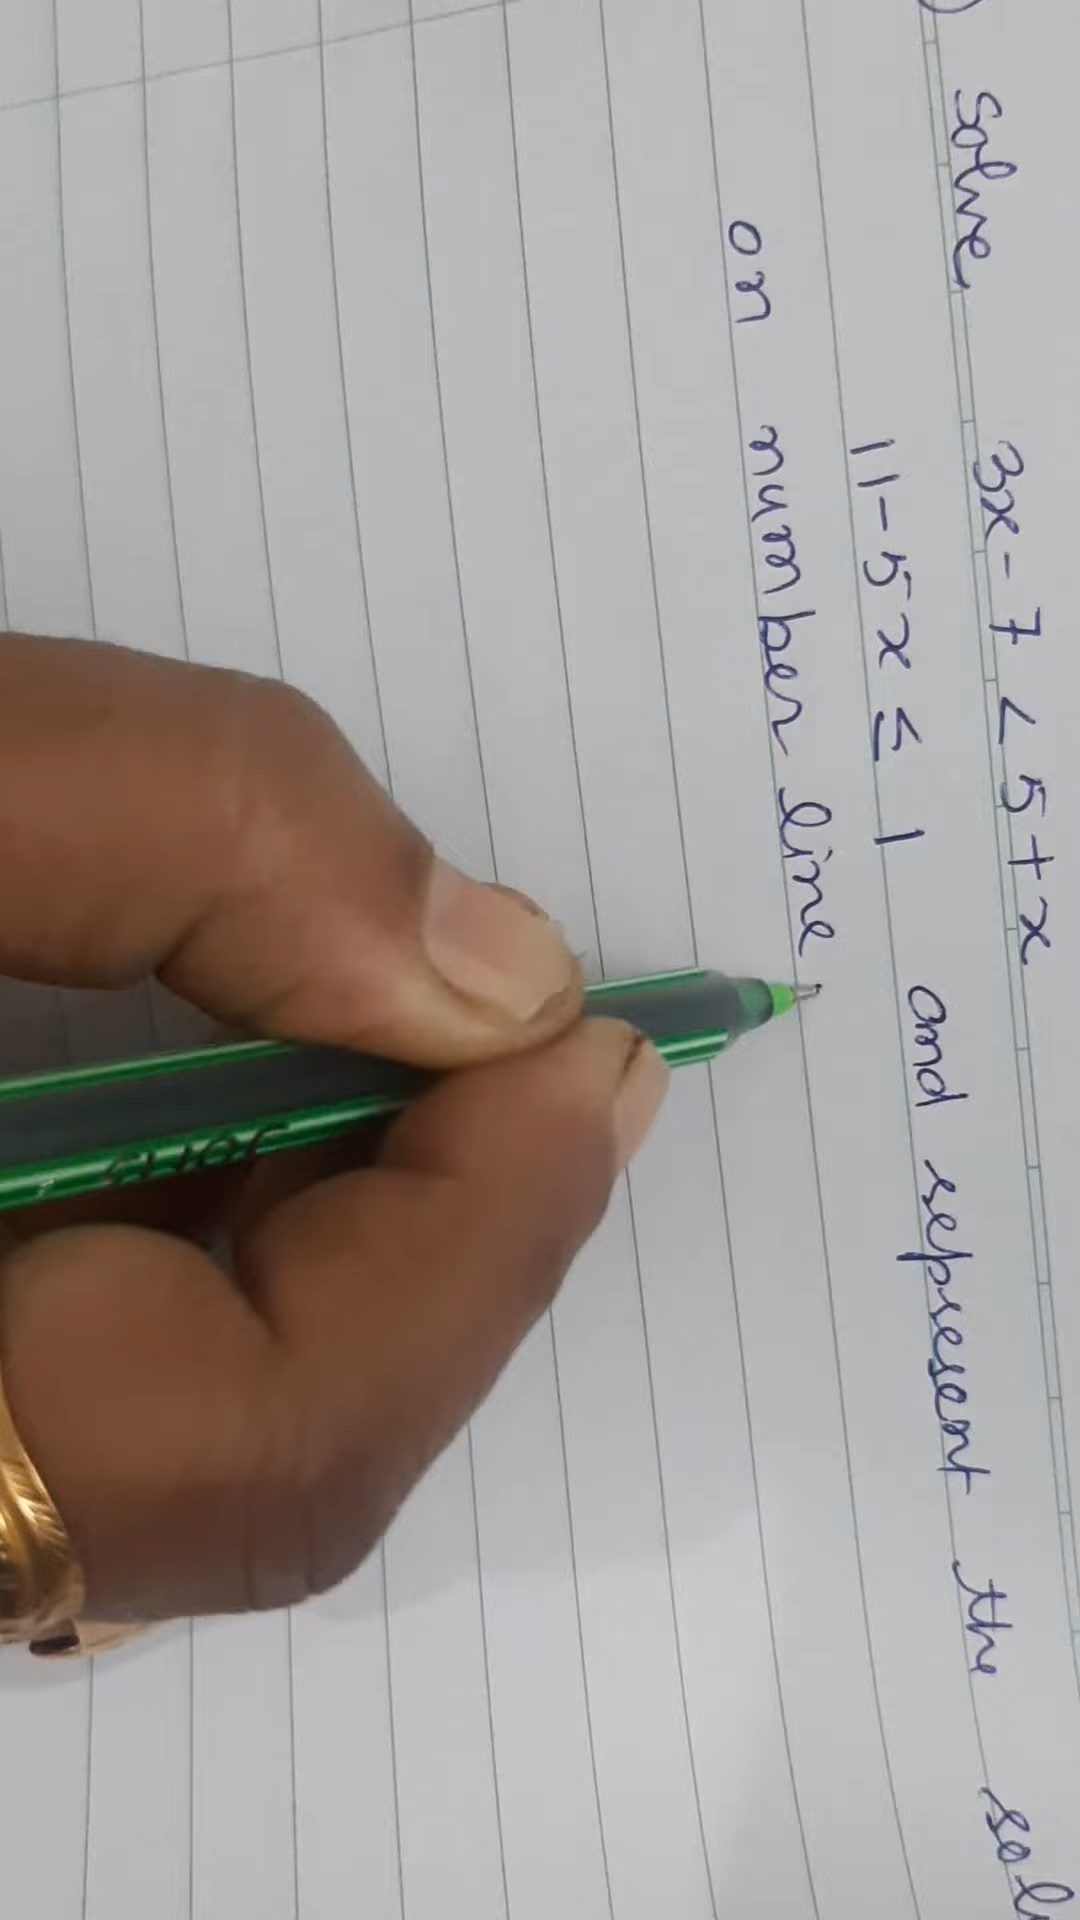 Solve, 3x - 7 < 5 + x
11 - 5x ≤ 1 and represent the
on number line